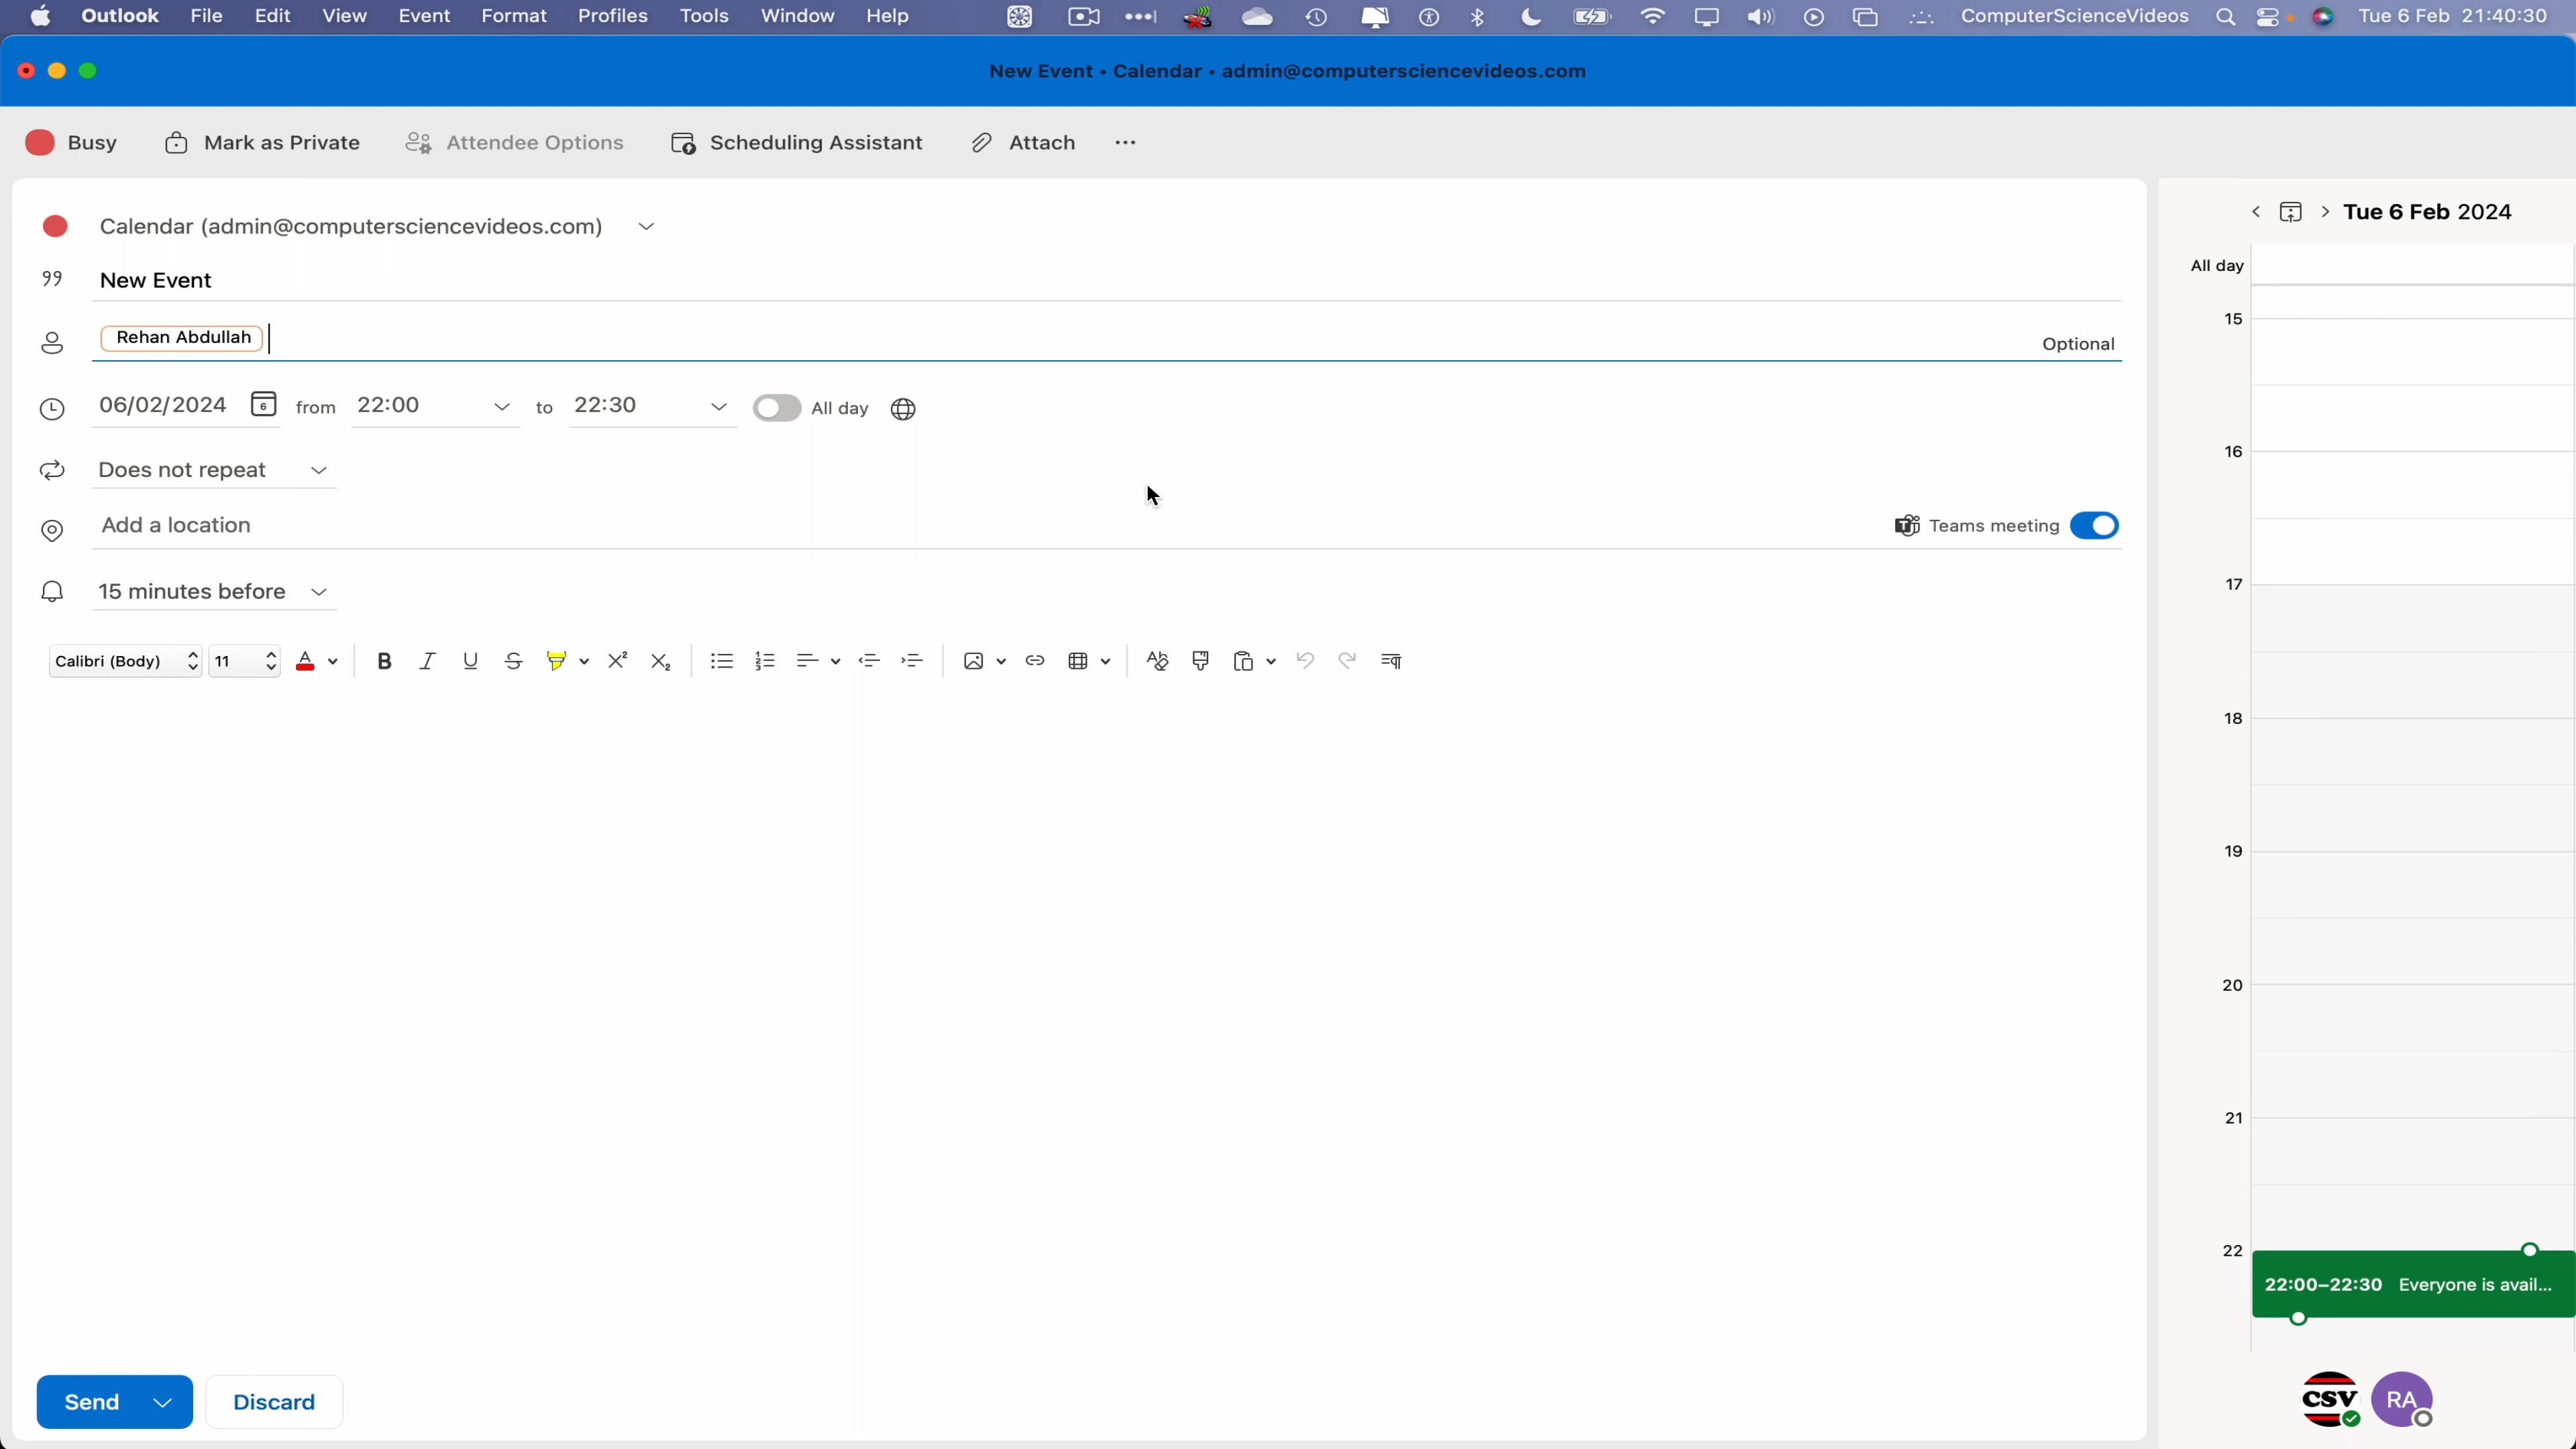 Outlook File Edit View Event Format Profiles Tools Window Help ComputerScienceVideos Tue 6 Feb 21:40:30
New Event • Calendar • admin@computersciencevideos.com
Busy Mark as Private Attendee Options Scheduling Assistant Attach ...
Calendar (admin@computersciencevideos.com)
New Event
Rehan Abdullah Optional
06/02/2024 6 from 22:00 to 22:30 All day
Does not repeat
Add a location Teams meeting
15 minutes before
Calibri (Body) 11 A B I U S X² X₂
Send Discard
Tue 6 Feb 2024
All day
15
16
17
18
19
20
21
22
22:00–22:30 Everyone is avail...
CSV RA